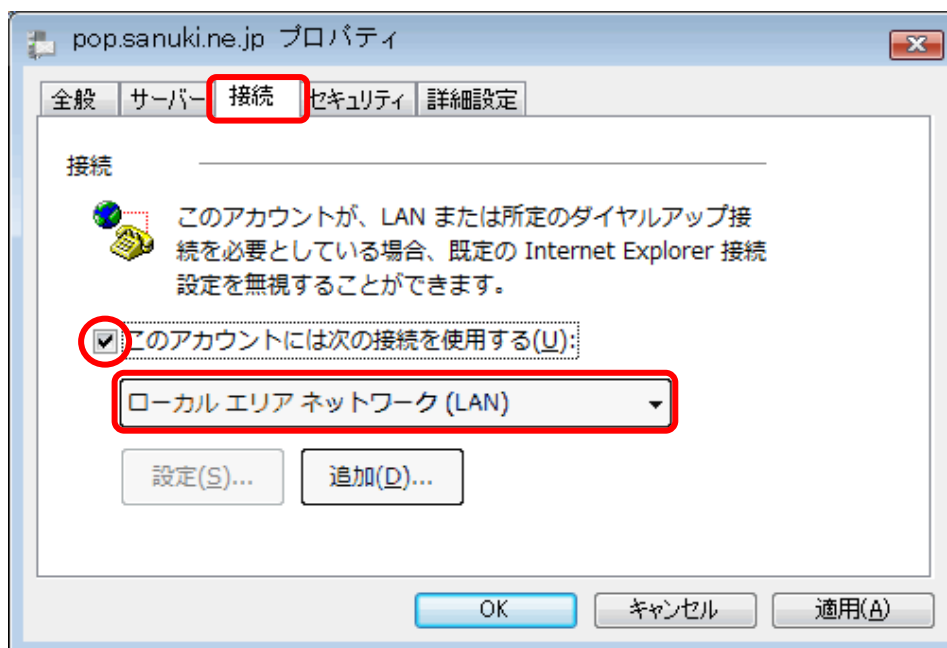 pop.sanuki.ne.jp プロパティ
全般 サーバー 接続 セキュリティ 詳細設定
接続
このアカウントが、LAN または所定のダイヤルアップ接
続を必要としている場合、既定の Internet Explorer 接続
設定を無視することができます。
このアカウントには次の接続を使用する(U):
ローカル エリア ネットワーク (LAN)
設定(S)... 追加(D)...
OK キャンセル 適用(A)